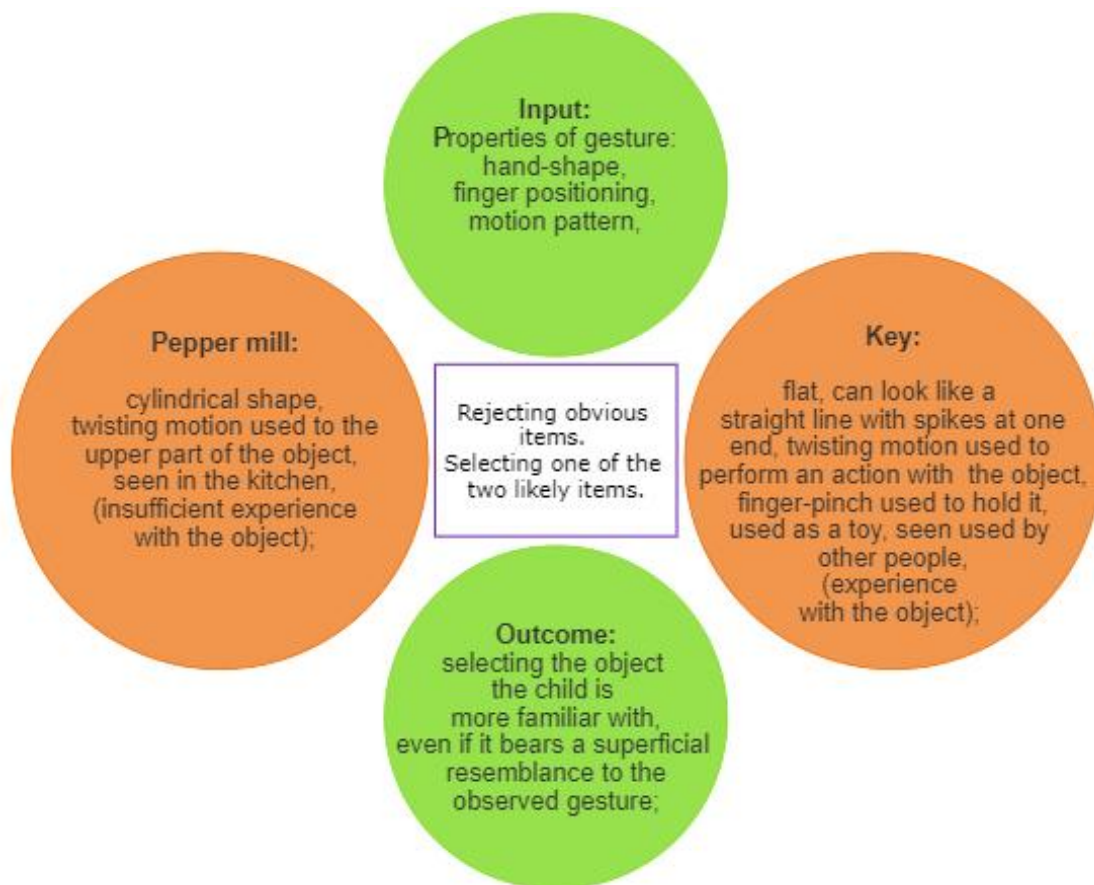 Input:
Properties of gesture:
hand-shape,
finger positioning,
motion pattern,
Pepper mill:
cylindrical shape,
twisting motion used to the
upper part of the object,
seen in the kitchen,
(insufficient experience
with the object);
Rejecting obvious
items.
Selecting one of the
two likely items.
Key:
flat, can look like a
straight line with spikes at one
end, twisting motion used to
perform an action with the object,
finger-pinch used to hold it,
used as a toy, seen used by
other people,
(experience
with the object);
Outcome:
selecting the object
the child is
more familiar with,
even if it bears a superficial
resemblance to the
observed gesture;